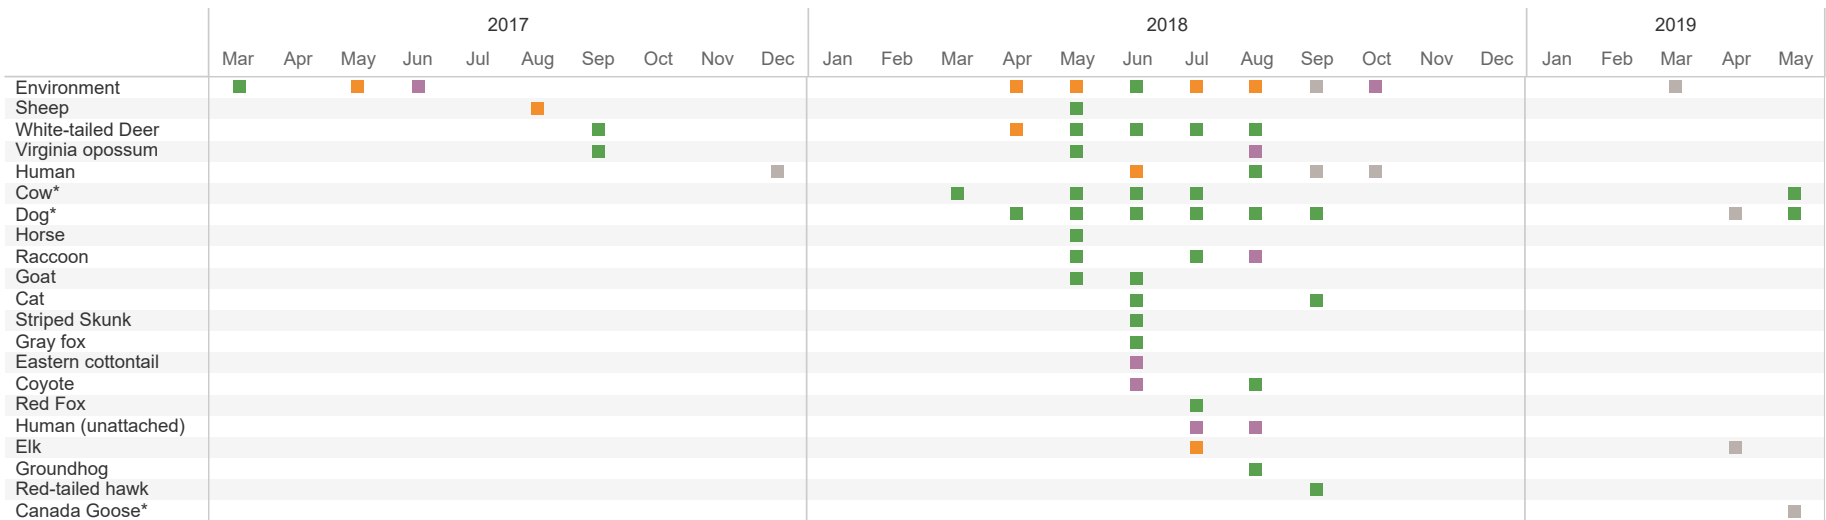 2017 2018 2019
Mar Apr May Jun Jul Aug Sep Oct Nov Dec Jan Feb Mar Apr May Jun Jul Aug Sep Oct Nov Dec Jan Feb Mar Apr May
Environment
Sheep
White-tailed Deer
Virginia opossum
Human
Cow*
Dog*
Horse
Raccoon
Goat
Cat
Striped Skunk
Gray fox
Eastern cottontail
Coyote
Red Fox
Human (unattached)
Elk
Groundhog
Red-tailed hawk
Canada Goose*